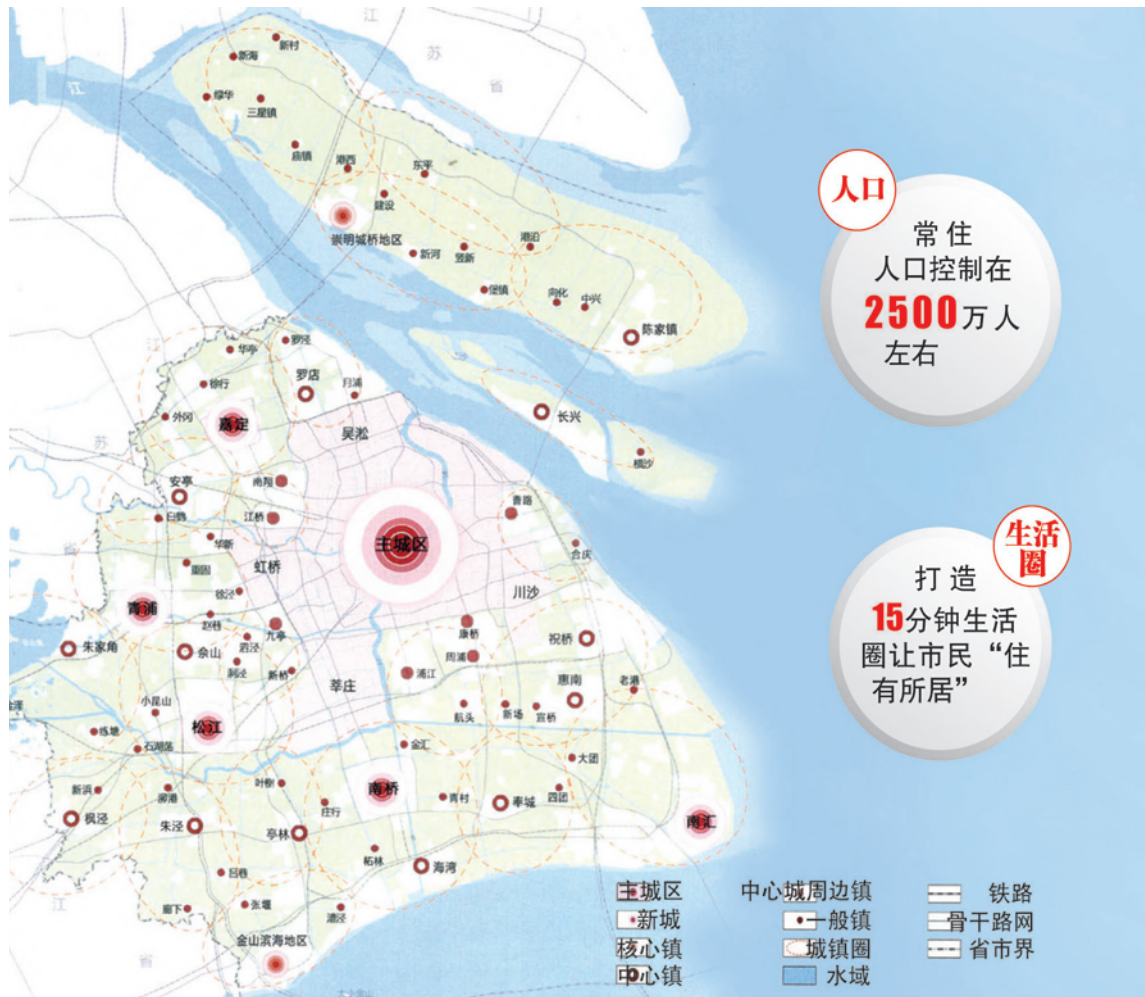 江
苏
省
江
新村
新海
绿华
三星镇
庙镇
港西
东平
建设
崇明城桥地区
新河
竖新
港沿
堡镇
向化
中兴
陈家镇
人口
常住
人口控制在
2500万人
左右
江
华亭
罗泾
徐行
罗店
月浦
外冈
嘉定
吴淞
长兴
横沙
苏
安亭
南翔
白鹤
江桥
曹路
省
华新
主城区
合庆
重固
虹桥
徐泾
川沙
青浦
赵巷
九亭
康桥
祝桥
朱家角
佘山
泗泾
周浦
洞泾
新桥
浦江
惠南
老港
莘庄
小昆山
松江
航头
新场
宣桥
练塘
石湖荡
金汇
大团
新浜
泖港
叶榭
南桥
庄行
青村
奉城
四团
枫泾
朱泾
亭林
南汇
柘林
海湾
吕巷
江
廊下
张堰
漕泾
金山滨海地区
省
生活
圈
打造
15分钟生活
圈让市民“住
有所居”
主城区
中心城周边镇
铁路
新城
一般镇
骨干路网
核心镇
城镇圈
省市界
中心镇
水域